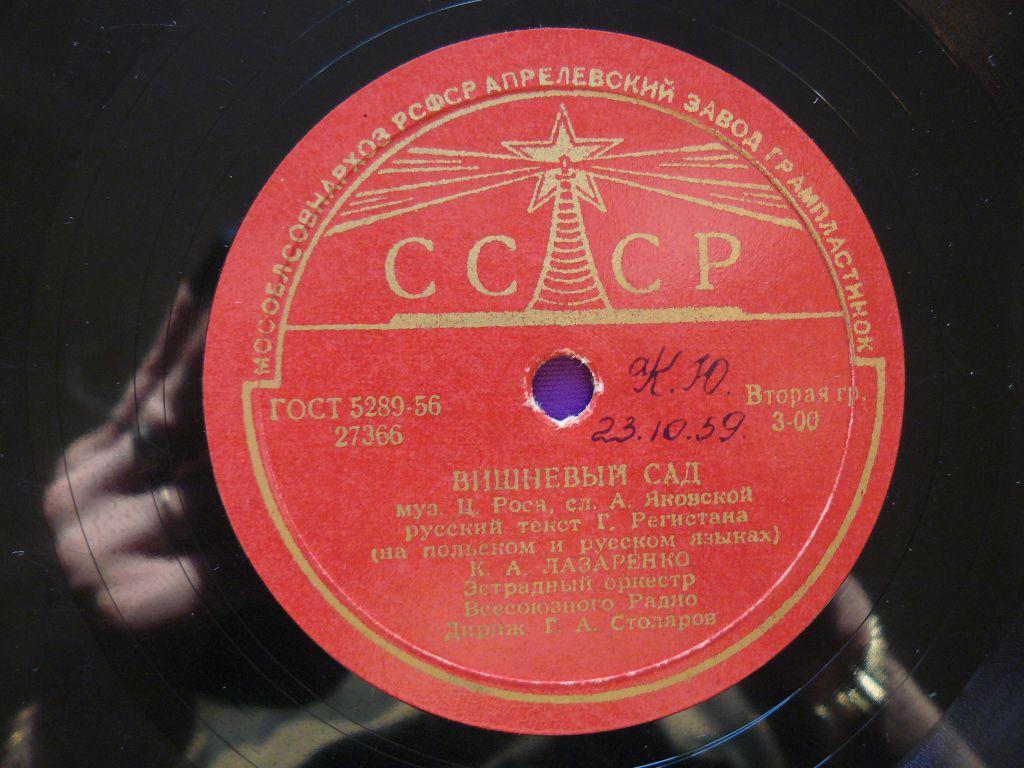 МОСОБЛСОВНАРХОЗ РСФСР АПРЕЛЕВСКИЙ ЗАВОД ГРАМПЛАСТИНОК
СССР
ГОСТ 5289-56
27366
Ж.Ю.
23.10.59.
Вторая гр.
3-00
ВИШНЕВЫЙ САД
муз. Ц. Роса, сл. А. Яковской
русский текст Г. Регистана
(на польском и русском языках)
К. А. ЛАЗАРЕНКО
Эстрадный оркестр
Всесоюзного Радио
Дириж Г. А. Столяров